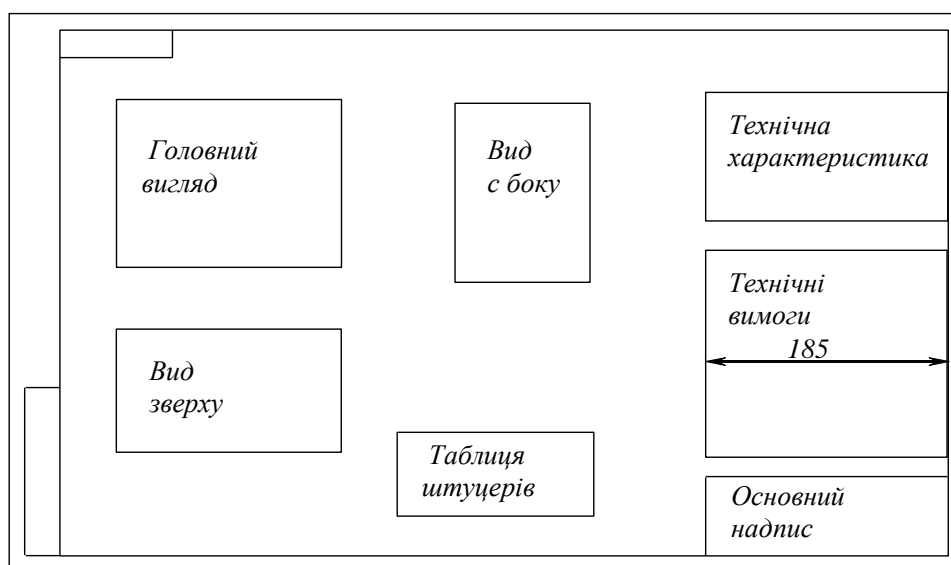 Головний
вигляд
Вид
с боку
Технічна
характеристика
Технічні
вимоги
185
Вид
зверху
Таблиця
штуцерів
Основний
надпис